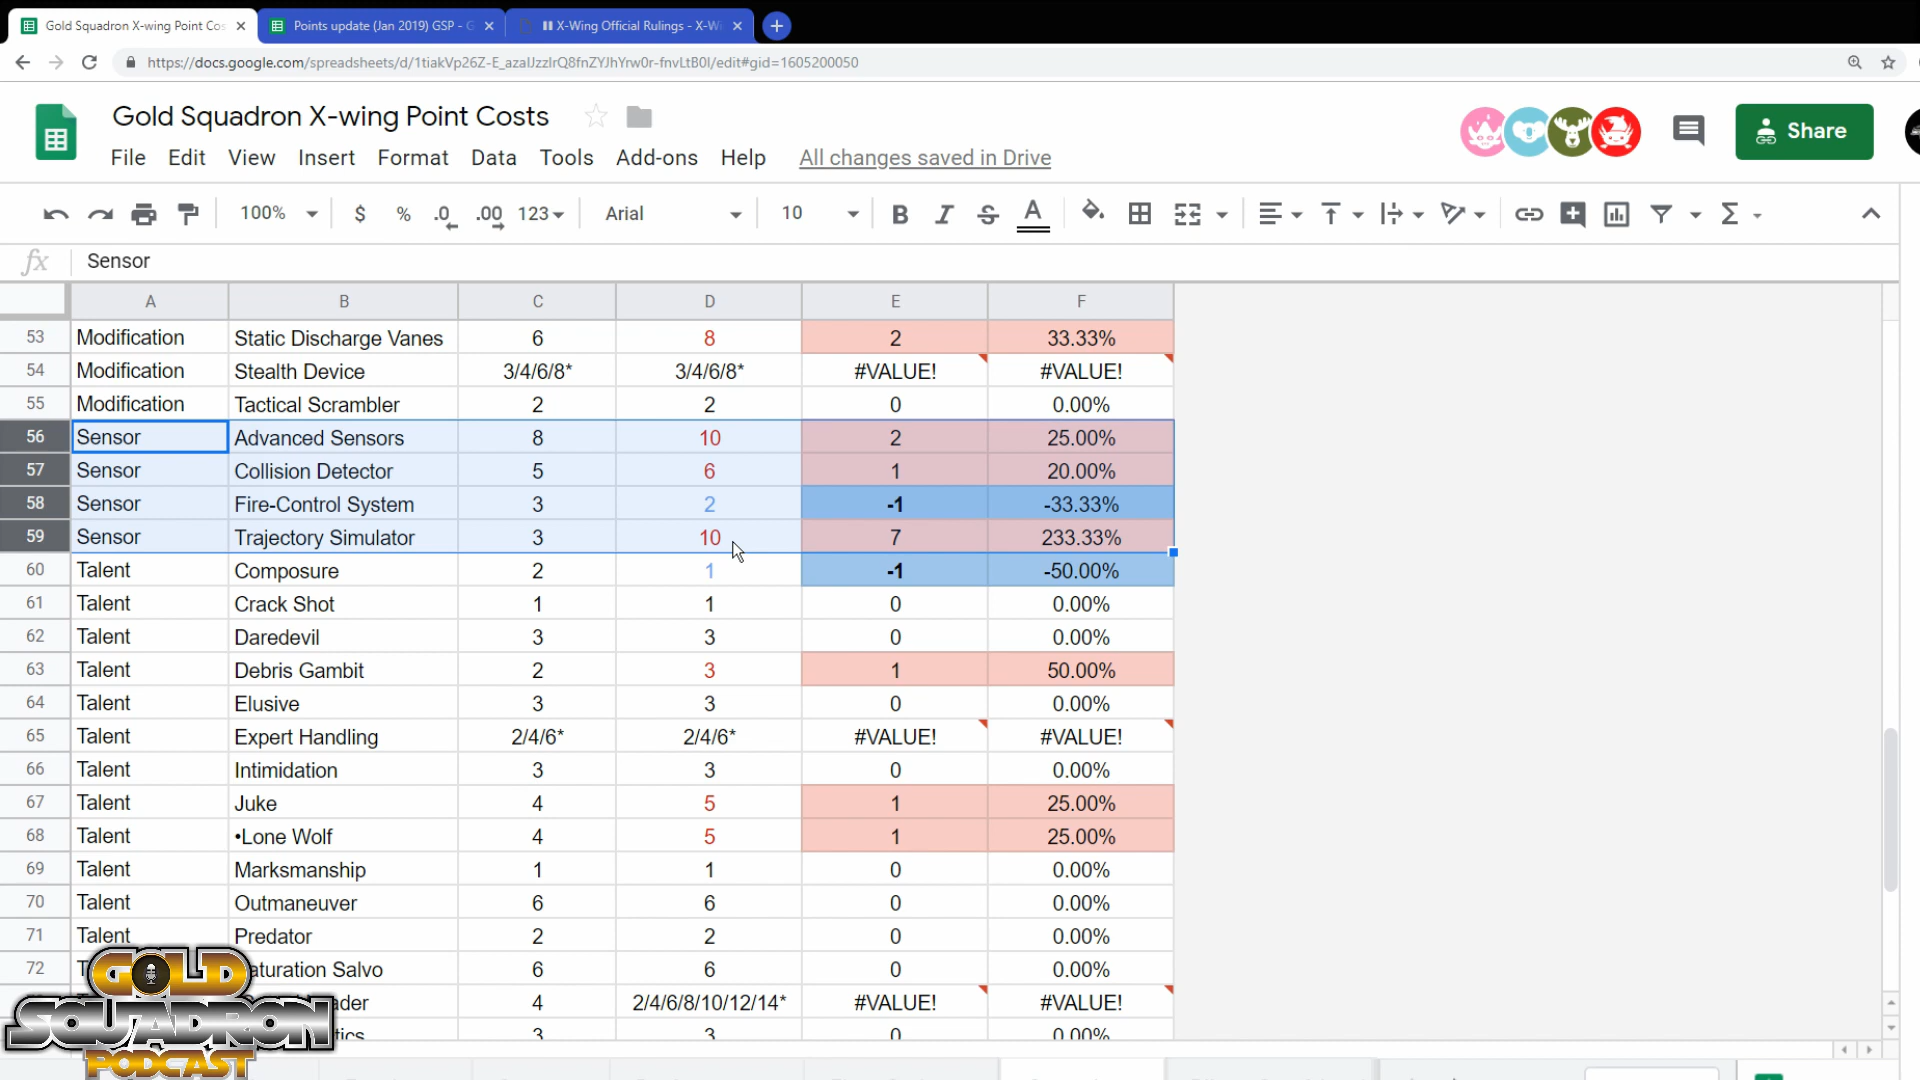 Gold Squadron X-wing Point Cos
Points update (Jan 2019) GSP - G
X-Wing Official Rulings - X-Wi
https://docs.google.com/spreadsheets/d/1tiakVp26Z-E_azaIJzzIrQ8fnZYJhYrw0r-fnvLtB0I/edit#gid=1605200050
Gold Squadron X-wing Point Costs
Share
File Edit View Insert Format Data Tools Add-ons Help All changes saved in Drive
100% $ % .0 .00 123 Arial 10 B I S A Σ
fx Sensor
A B C D E F
53 Modification Static Discharge Vanes 6 8 2 33.33%
54 Modification Stealth Device 3/4/6/8* 3/4/6/8* #VALUE! #VALUE!
55 Modification Tactical Scrambler 2 2 0 0.00%
56 Sensor Advanced Sensors 8 10 2 25.00%
57 Sensor Collision Detector 5 6 1 20.00%
58 Sensor Fire-Control System 3 2 -1 -33.33%
59 Sensor Trajectory Simulator 3 10 7 233.33%
60 Talent Composure 2 1 -1 -50.00%
61 Talent Crack Shot 1 1 0 0.00%
62 Talent Daredevil 3 3 0 0.00%
63 Talent Debris Gambit 2 3 1 50.00%
64 Talent Elusive 3 3 0 0.00%
65 Talent Expert Handling 2/4/6* 2/4/6* #VALUE! #VALUE!
66 Talent Intimidation 3 3 0 0.00%
67 Talent Juke 4 5 1 25.00%
68 Talent •Lone Wolf 4 5 1 25.00%
69 Talent Marksmanship 1 1 0 0.00%
70 Talent Outmaneuver 6 6 0 0.00%
71 Talent Predator 2 2 0 0.00%
72 T aturation Salvo 6 6 0 0.00%
ader 4 2/4/6/8/10/12/14* #VALUE! #VALUE!
tics 3 3 0 0.00%
GOLD
SQUADRON
PODCAST